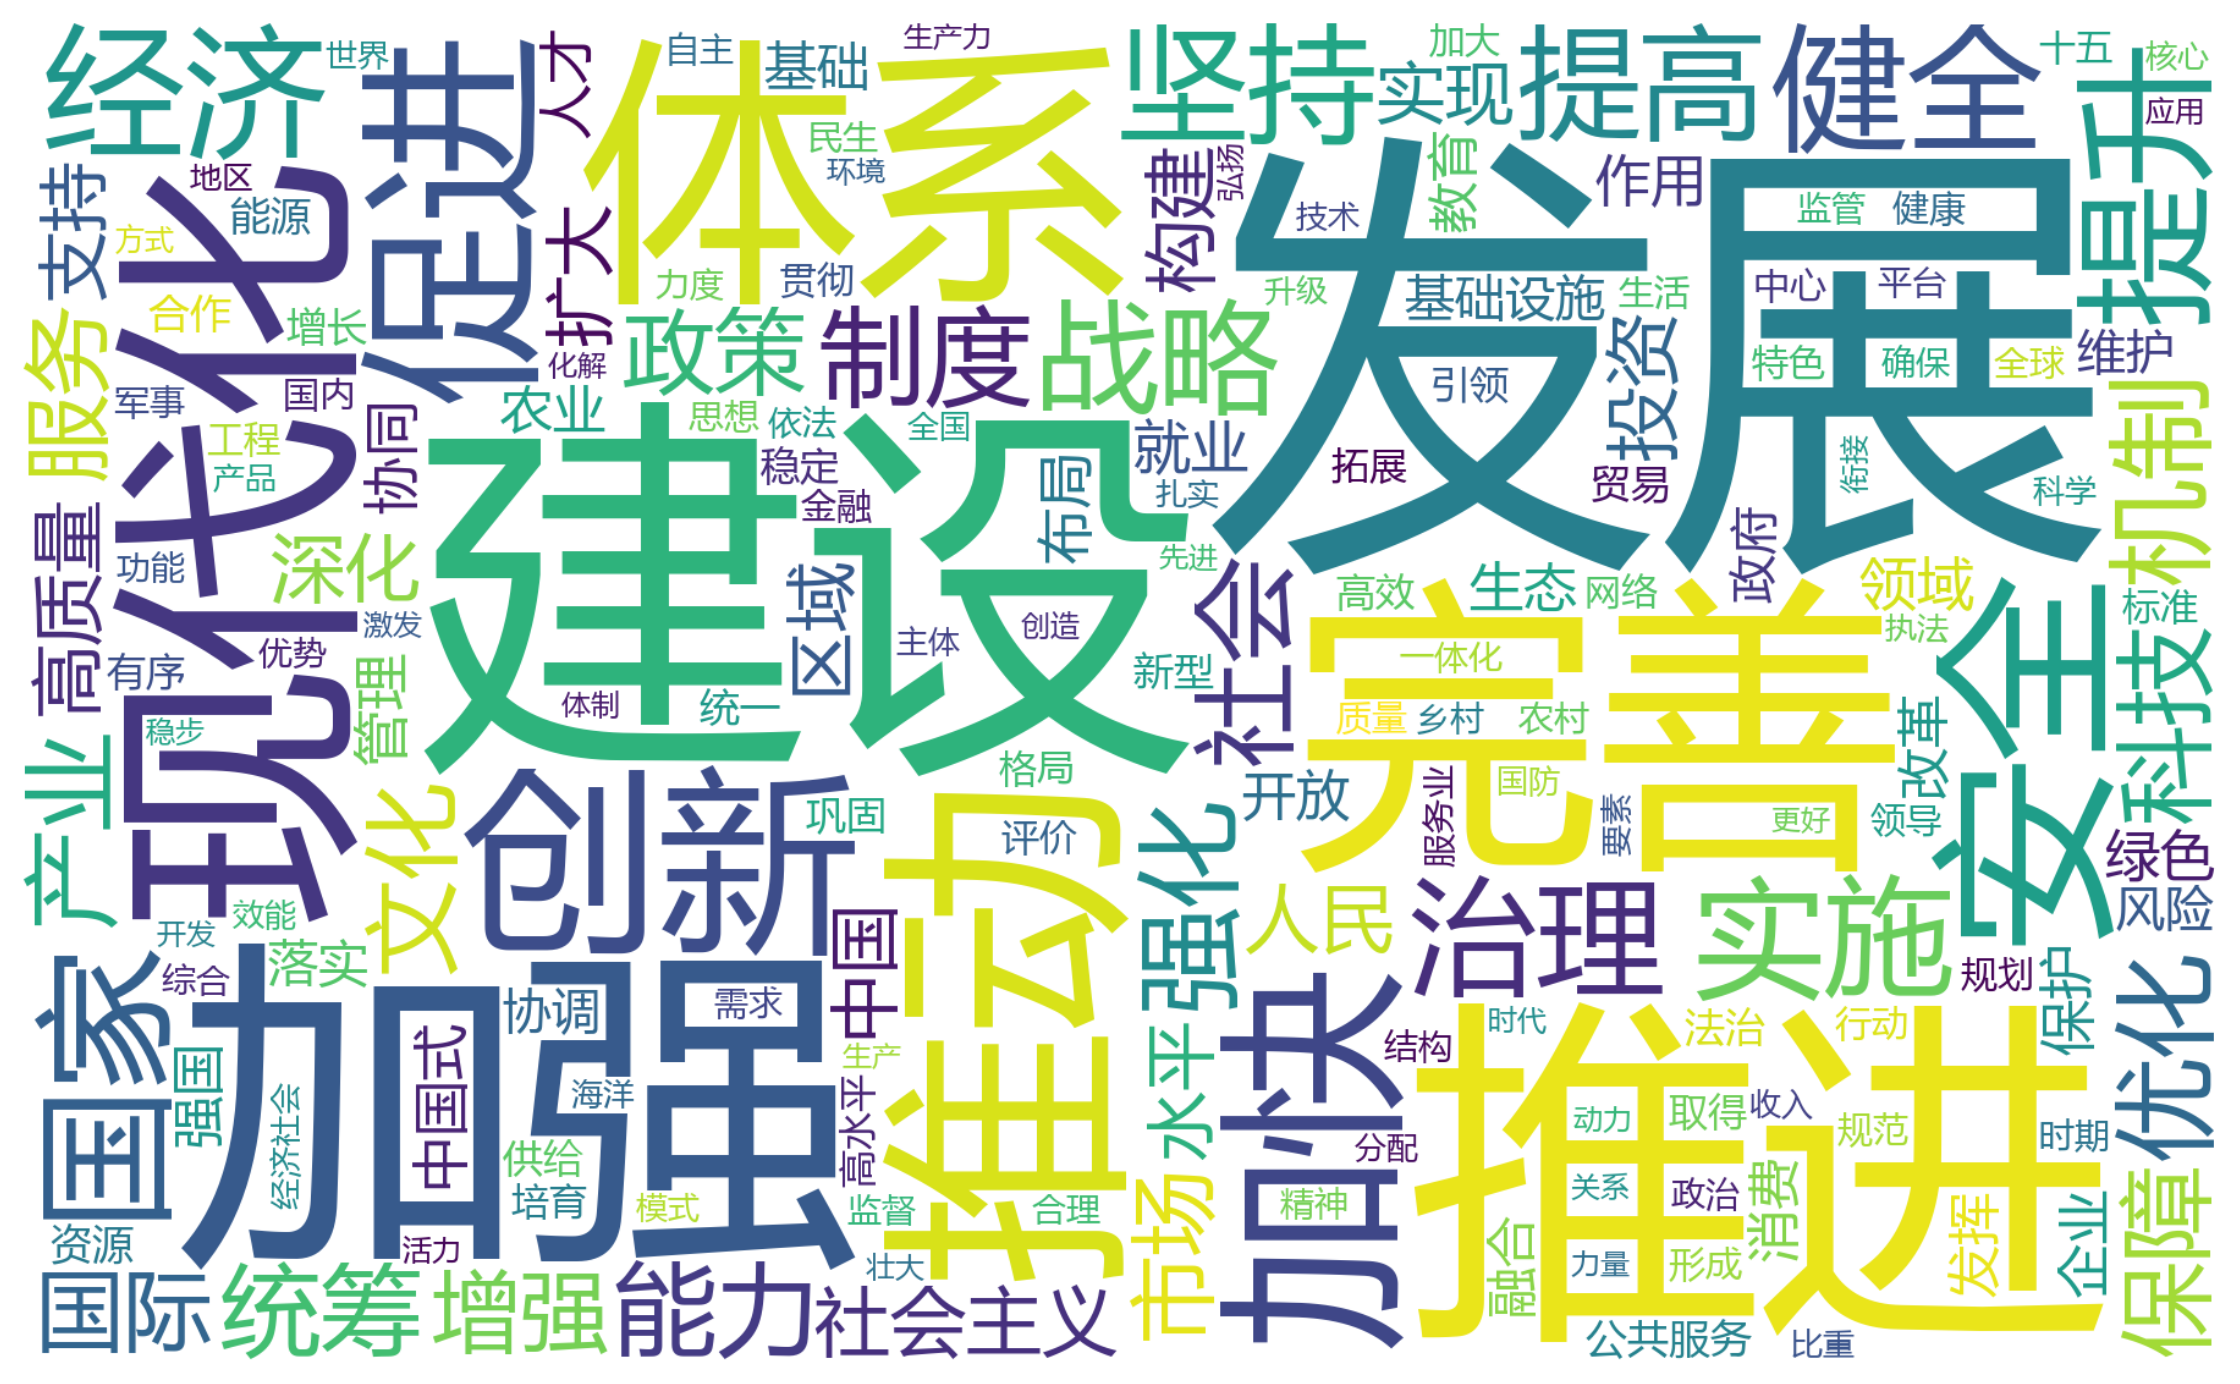 经济
世界
促进
人才
体系
自主
基础
生产力
坚持
加大
实现
提高
健全
十五
提升
核心
应用
支持
地区
能源
现代化
民生
环境
构建
弘扬
教育
技术
作用
发展
监管
健康
方式
合作
增长
扩大
力度
贯彻
升级
基础设施
生活
中心
平台
服务
军事
国内
化解
政策
制度
战略
引领
投资
特色
确保
全球
维护
机制
工程
产品
协同
农业
思想
依法
全国
稳定
金融
布局
就业
扎实
拓展
贸易
衔接
科学
高质量
功能
深化
激发
建设
区域
先进
社会
高效
生态
网络
政府
领域
安全
标准
科技
有序
优势
管理
体制
统一
主体
创造
新型
完善
一体化
执法
质量
乡村
农村
改革
产业
稳步
文化
创新
巩固
格局
评价
推动
强化
开放
服务业
国防
要素
更好
领导
绿色
风险
效能
开发
落实
综合
国家
加强
协调
需求
中国
人民
治理
实施
规划
保护
优化
强国
经济社会
中国式
海洋
生产
高水平
水平
加快
结构
时代
法治
行动
推进
供给
培育
模式
监督
合理
市场
分配
精神
动力
取得
收入
规范
时期
关系
政治
消费
资源
活力
壮大
融合
力量
形成
发挥
企业
保障
国际
统筹
增强
能力
社会主义
公共服务
比重